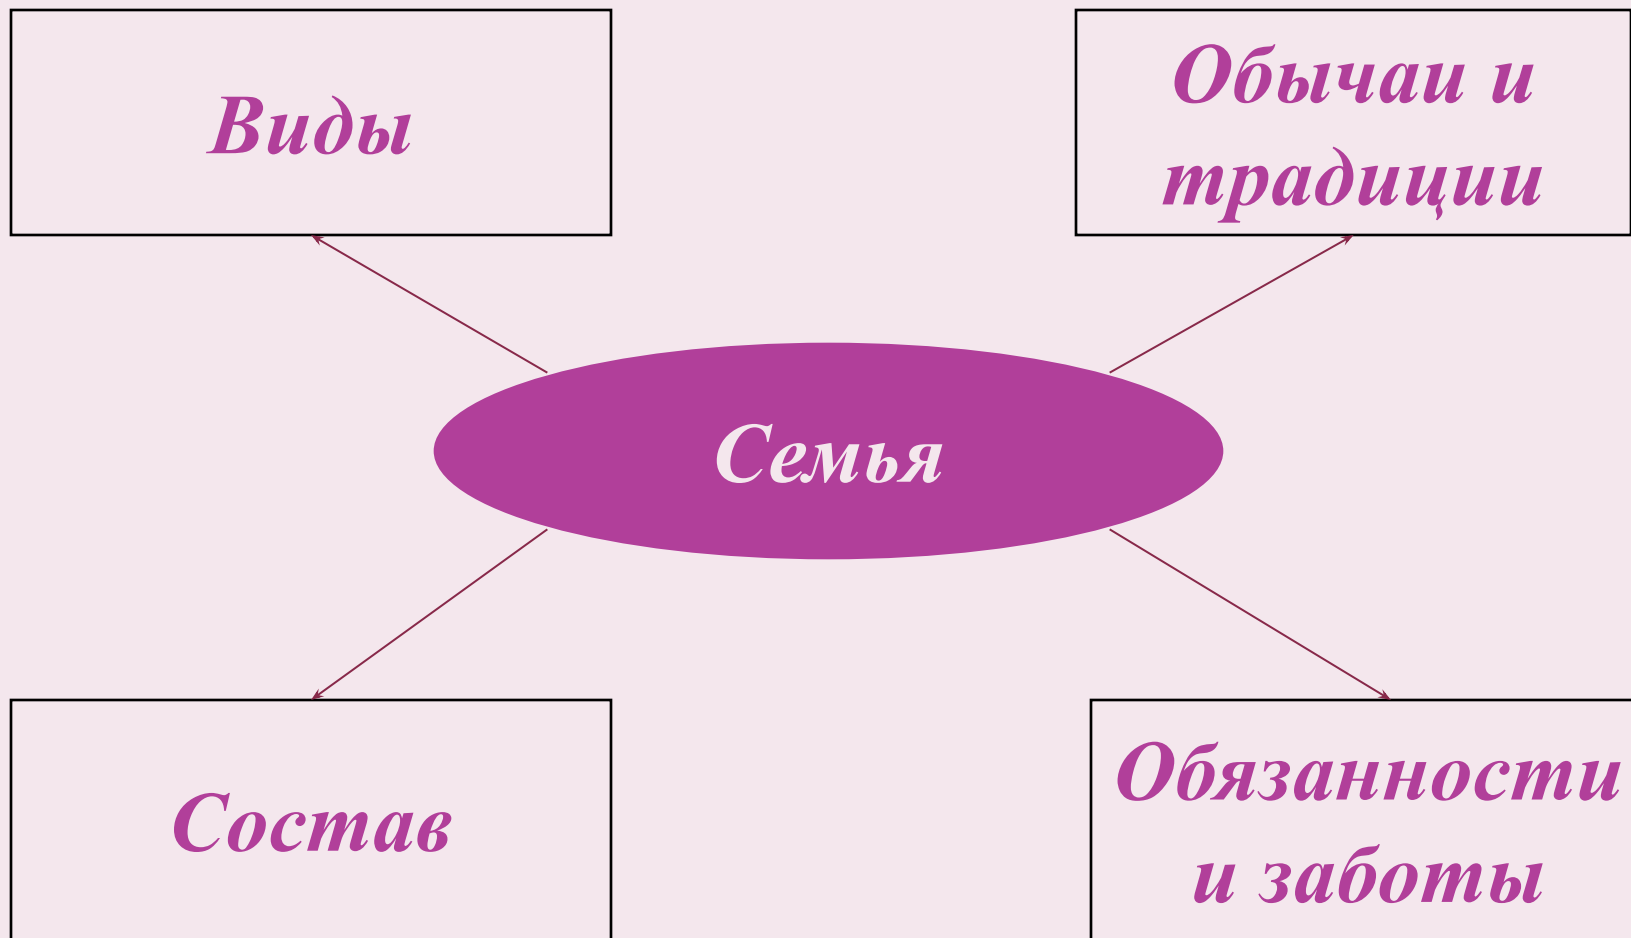 Виды
Обычаи и
традиции
Семья
Состав
Обязанности
и заботы